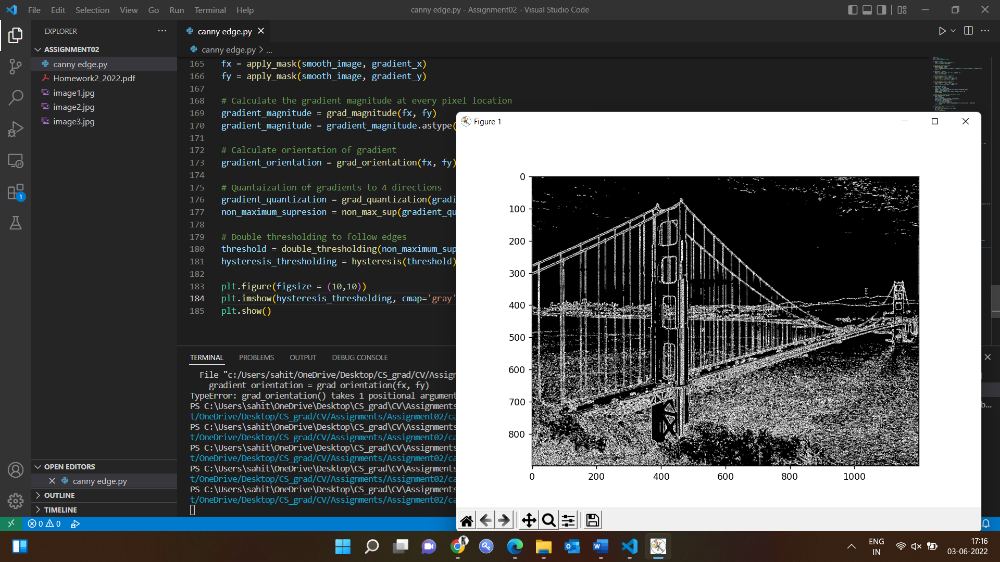 File Edit Selection View Go Run Terminal Help
canny edge.py - Assignment02 - Visual Studio Code
EXPLORER
ASSIGNMENT02
canny edge.py
Homework2_2022.pdf
image1.jpg
image2.jpg
image3.jpg
1
OPEN EDITORS
canny edge.py
OUTLINE
TIMELINE
canny edge.py
canny edge.py > ...
165 fx = apply_mask(smooth_image, gradient_x)
166 fy = apply_mask(smooth_image, gradient_y)
167
168 # Calculate the gradient magnitude at every pixel location
169 gradient_magnitude = grad_magnitude(fx, fy)
170 gradient_magnitude = gradient_magnitude.astype(
171
172 # Calculate orientation of gradient
173 gradient_orientation = grad_orientation(fx, fy)
174
175 # Quantaization of gradients to 4 directions
176 gradient_quantization = grad_quantization(gradi
177 non_maximum_supresion = non_max_sup(gradient_qu
178
179 # Double thresholding to follow edges
180 threshold = double_thresholding(non_maximum_sup
181 hysteresis_thresholding = hysteresis(threshold)
182
183 plt.figure(figsize = (10,10))
184 plt.imshow(hysteresis_thresholding, cmap='gray'
185 plt.show()
TERMINAL PROBLEMS OUTPUT DEBUG CONSOLE
File "c:/Users/sahit/OneDrive/Desktop/CS_grad/CV/Assign
gradient_orientation = grad_orientation(fx, fy)
TypeError: grad_orientation() takes 1 positional argument
PS C:\Users\sahit\OneDrive\Desktop\CS_grad\CV\Assignments
t/OneDrive/Desktop/CS_grad/CV/Assignments/Assignment02/ca
PS C:\Users\sahit\OneDrive\Desktop\CS_grad\CV\Assignments
t/OneDrive/Desktop/CS_grad/CV/Assignments/Assignment02/ca
PS C:\Users\sahit\OneDrive\Desktop\CS_grad\CV\Assignments
t/OneDrive/Desktop/CS_grad/CV/Assignments/Assignment02/ca
PS C:\Users\sahit\OneDrive\Desktop\CS_grad\CV\Assignments
t/OneDrive/Desktop/CS_grad/CV/Assignments/Assignment02/ca
PS C:\Users\sahit\OneDrive\Desktop\CS_grad\CV\Assignments
t/OneDrive/Desktop/CS_grad/CV/Assignments/Assignment02/ca
b...
Figure 1
0
100
200
300
400
500
600
700
800
0 200 400 600 800 1000
0 0
ENG
IN
17:16
03-06-2022